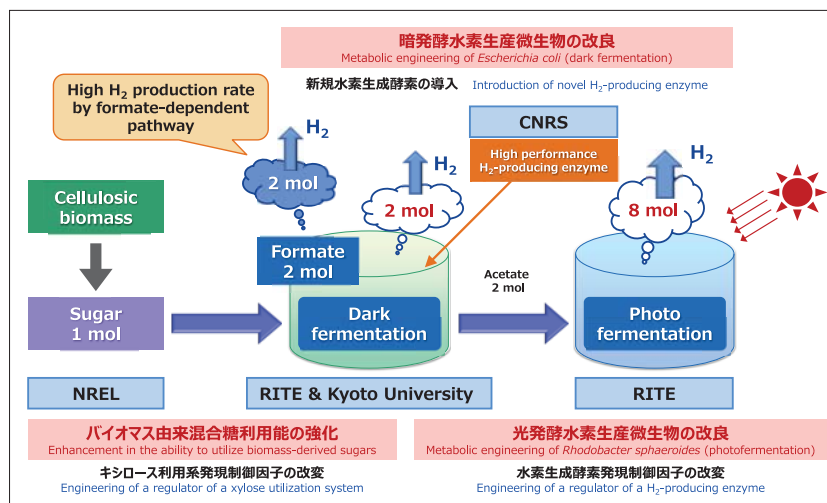 暗発酵水素生産微生物の改良
Metabolic engineering of Escherichia coli (dark fermentation)
新規水素生成酵素の導入 Introduction of novel H₂-producing enzyme
High H₂ production rate
by formate-dependent
pathway
CNRS
High performance
H₂-producing enzyme
H₂
2 mol
H₂
2 mol
H₂
8 mol
Cellulosic
biomass
Formate
2 mol
Sugar
1 mol
Dark
fermentation
Acetate
2 mol
Photo
fermentation
NREL
RITE & Kyoto University
RITE
バイオマス由来混合糖利用能の強化
Enhancement in the ability to utilize biomass-derived sugars
キシロース利用系発現制御因子の改変
Engineering of a regulator of a xylose utilization system
光発酵水素生産微生物の改良
Metabolic engineering of Rhodobacter sphaeroides (photofermentation)
水素生成酵素発現制御因子の改変
Engineering of a regulator of a H₂-producing enzyme